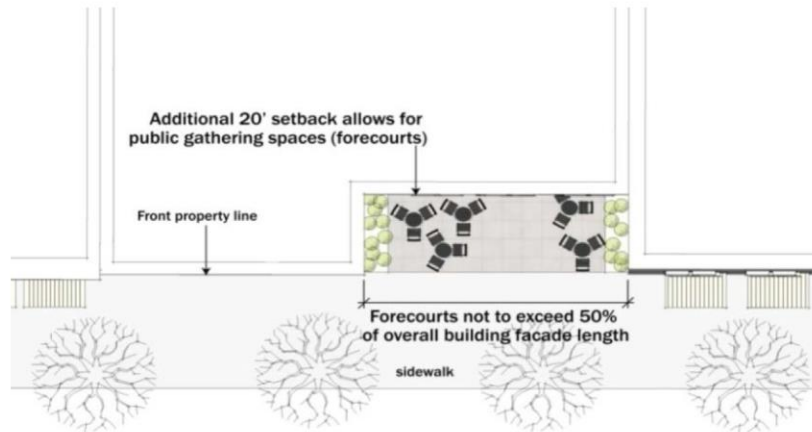 Additional 20' setback allows for
public gathering spaces (forecourts)
Front property line
Forecourts not to exceed 50%
of overall building facade length
sidewalk